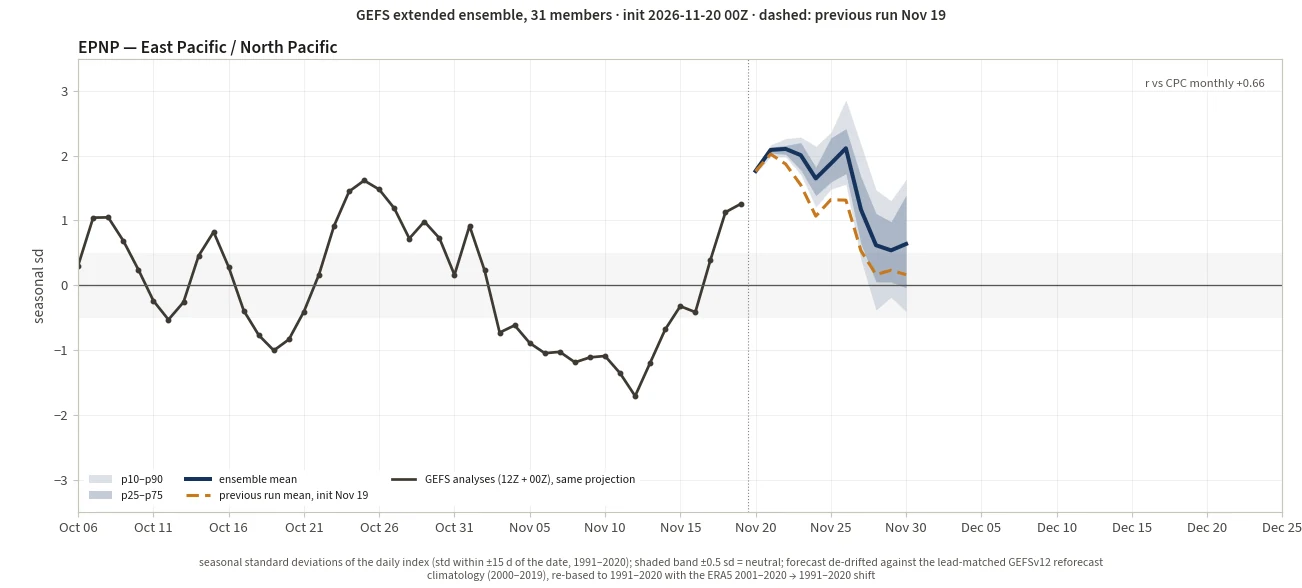 GEFS extended ensemble, 31 members · init 2026-11-20 00Z · dashed: previous run Nov 19
EPNP — East Pacific / North Pacific
r vs CPC monthly +0.66
seasonal sd
3
2
1
0
−1
−2
−3
p10–p90
ensemble mean
GEFS analyses (12Z + 00Z), same projection
p25–p75
previous run mean, init Nov 19
Oct 06
Oct 11
Oct 16
Oct 21
Oct 26
Oct 31
Nov 05
Nov 10
Nov 15
Nov 20
Nov 25
Nov 30
Dec 05
Dec 10
Dec 15
Dec 20
Dec 25
seasonal standard deviations of the daily index (std within ±15 d of the date, 1991–2020); shaded band ±0.5 sd = neutral; forecast de-drifted against the lead-matched GEFSv12 reforecast
climatology (2000–2019), re-based to 1991–2020 with the ERA5 2001–2020 → 1991–2020 shift